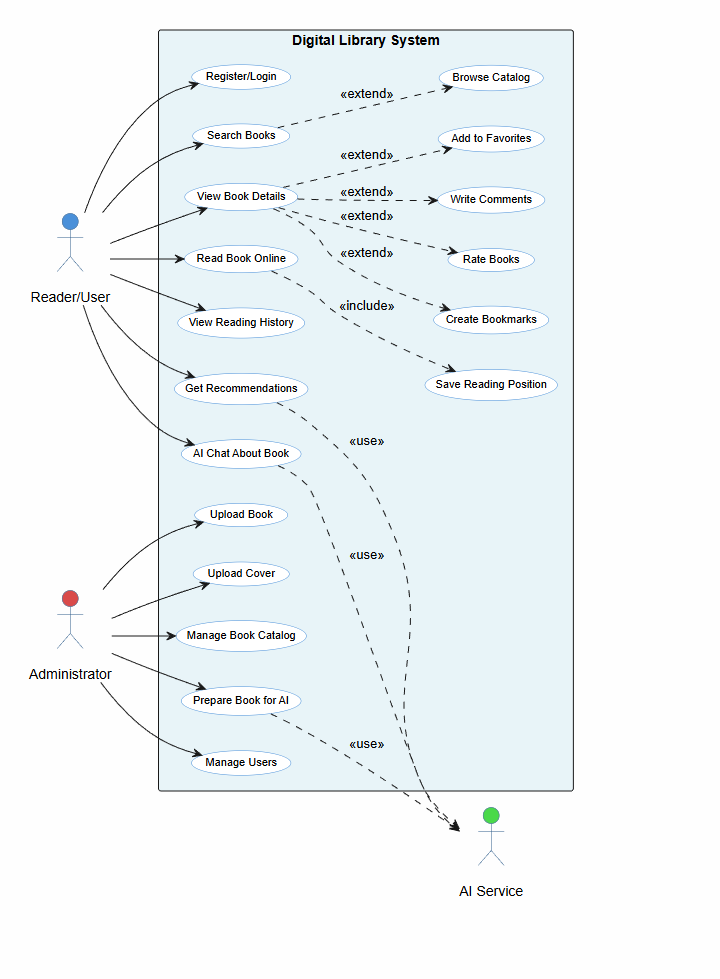 Digital Library System
Register/Login
Browse Catalog
«extend»
Search Books
Add to Favorites
«extend»
View Book Details
«extend»
Write Comments
«extend»
Read Book Online
«extend»
Rate Books
Reader/User
«include»
View Reading History
Create Bookmarks
Get Recommendations
Save Reading Position
«use»
AI Chat About Book
Upload Book
«use»
Upload Cover
Manage Book Catalog
Administrator
Prepare Book for AI
«use»
Manage Users
AI Service